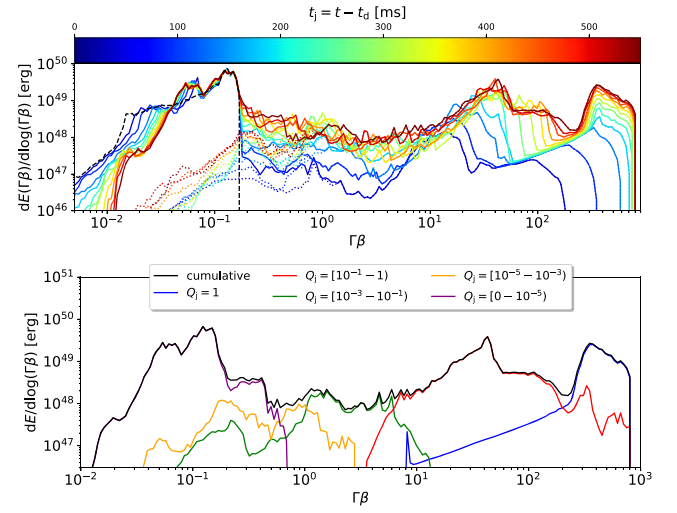 t_j = t − t_d [ms]
0 100 200 300 400 500
dE(Γβ)/dlog(Γβ) [erg]
10^50
10^49
10^48
10^47
10^46
10^-2 10^-1 10^0 10^1 10^2
Γβ
cumulative
Q_j = 1
Q_j = [10^-1 − 1)
Q_j = [10^-3 − 10^-1)
Q_j = [10^-5 − 10^-3)
Q_j = [0 − 10^-5)
dE/dlog(Γβ) [erg]
10^51
10^50
10^49
10^48
10^47
10^-2 10^-1 10^0 10^1 10^2 10^3
Γβ